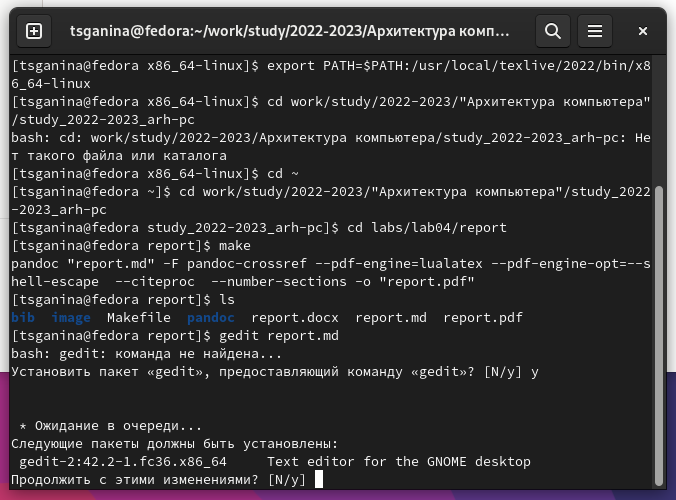 tsganina@fedora:~/work/study/2022-2023/Архитектура комп…
[tsganina@fedora x86_64-linux]$ export PATH=$PATH:/usr/local/texlive/2022/bin/x8
6_64-linux
[tsganina@fedora x86_64-linux]$ cd work/study/2022-2023/"Архитектура компьютера"
/study_2022-2023_arh-pc
bash: cd: work/study/2022-2023/Архитектура компьютера/study_2022-2023_arh-pc: Не
т такого файла или каталога
[tsganina@fedora x86_64-linux]$ cd ~
[tsganina@fedora ~]$ cd work/study/2022-2023/"Архитектура компьютера"/study_2022
-2023_arh-pc
[tsganina@fedora study_2022-2023_arh-pc]$ cd labs/lab04/report
[tsganina@fedora report]$ make
pandoc "report.md" -F pandoc-crossref --pdf-engine=lualatex --pdf-engine-opt=--s
hell-escape  --citeproc  --number-sections -o "report.pdf"
[tsganina@fedora report]$ ls
bib  image  Makefile  pandoc  report.docx  report.md  report.pdf
[tsganina@fedora report]$ gedit report.md
bash: gedit: команда не найдена...
Установить пакет «gedit», предоставляющий команду «gedit»? [N/y] y
* Ожидание в очереди...
Следующие пакеты должны быть установлены:
gedit-2:42.2-1.fc36.x86_64     Text editor for the GNOME desktop
Продолжить с этими изменениями? [N/y]